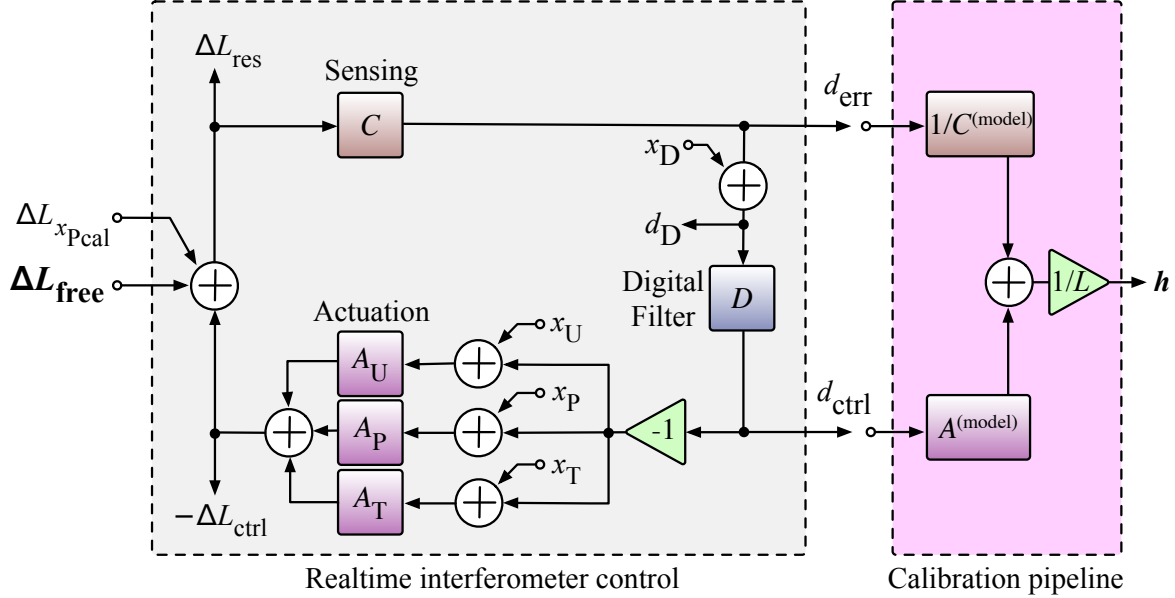 ΔL_res
Sensing
C
d_err
1/C^(model)
x_D
ΔL_x_Pcal
d_D
ΔL_free
1/L
h
Digital
Filter
D
Actuation
x_U
A_U
x_P
A_P
-1
d_ctrl
A^(model)
x_T
A_T
−ΔL_ctrl
Realtime interferometer control
Calibration pipeline